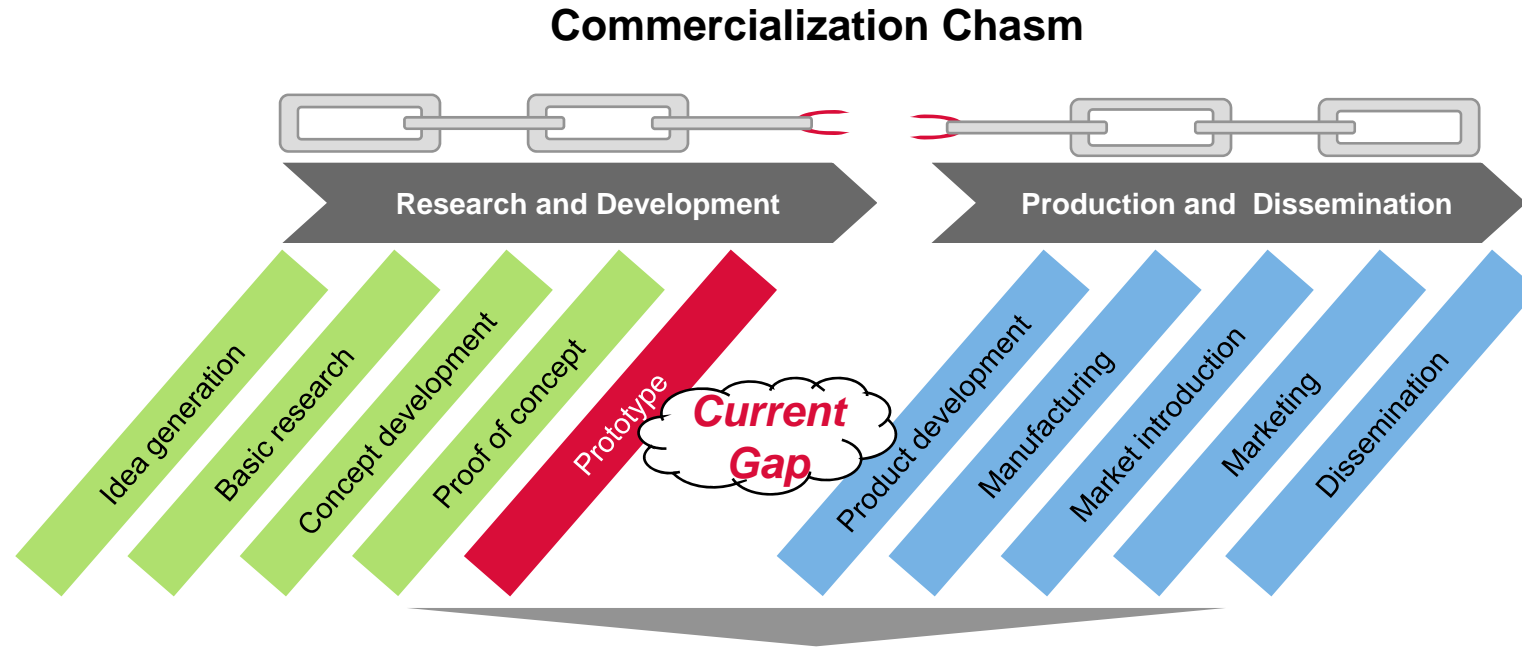 Commercialization Chasm
Research and Development
Production and  Dissemination
Idea generation
Basic research
Concept development
Proof of concept
Prototype
Current
Gap
Product development
Manufacturing
Market introduction
Marketing
Dissemination